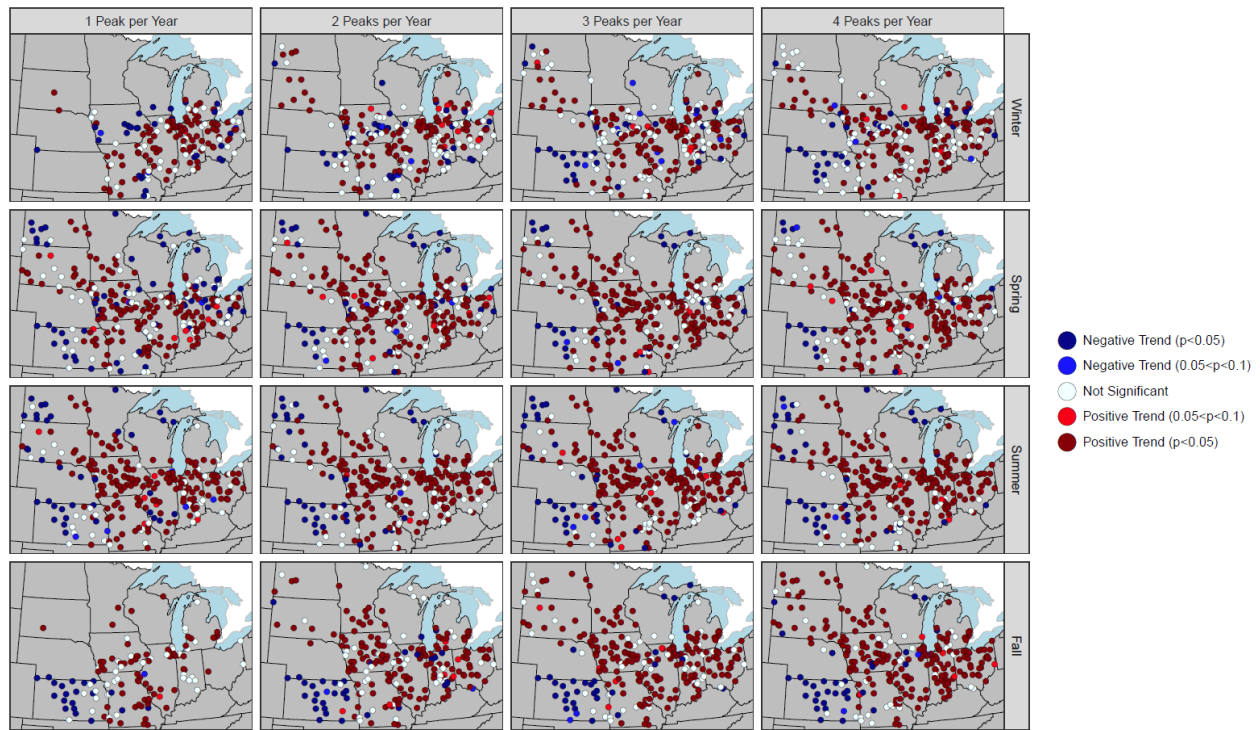 1 Peak per Year
2 Peaks per Year
3 Peaks per Year
4 Peaks per Year
Winter
Spring
Summer
Fall
Negative Trend (p<0.05)
Negative Trend (0.05<p<0.1)
Not Significant
Positive Trend (0.05<p<0.1)
Positive Trend (p<0.05)